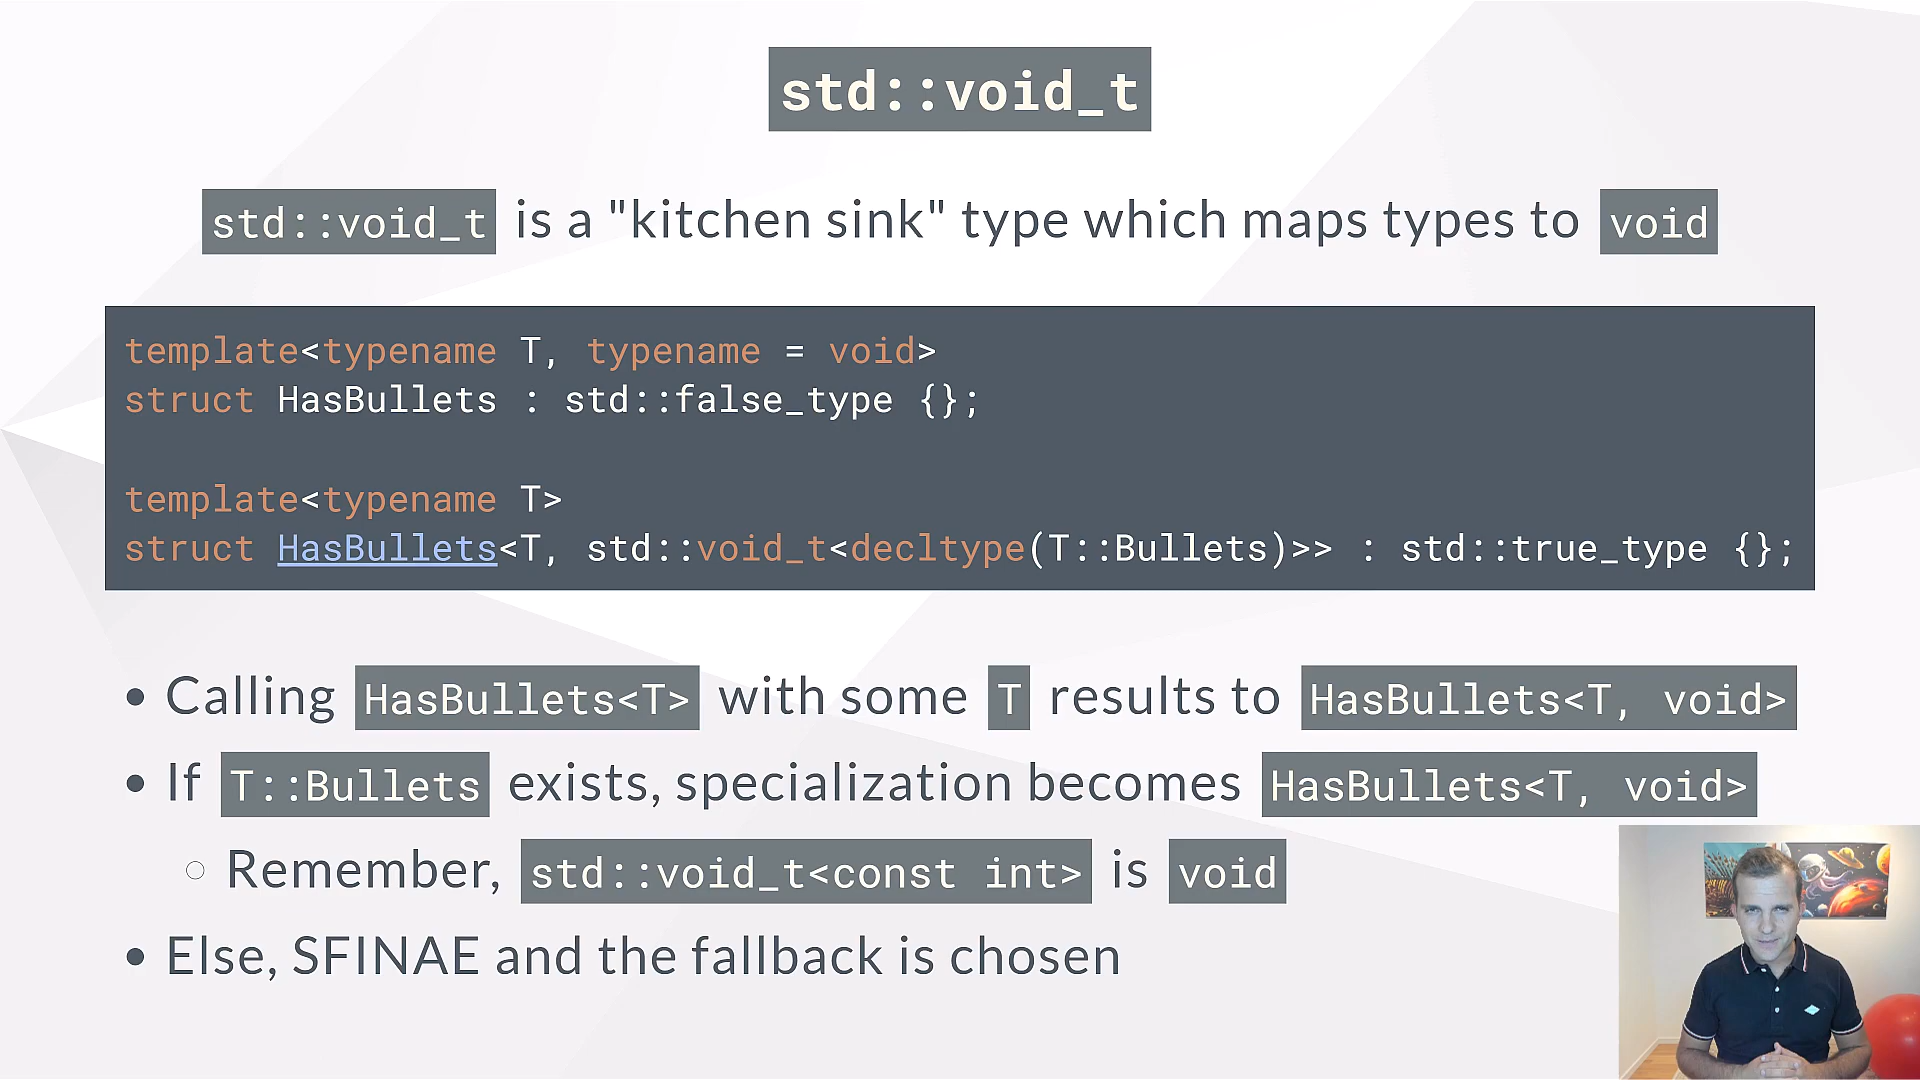 std::void_t
std::void_t is a "kitchen sink" type which maps types to void
template<typename T, typename = void>
struct HasBullets : std::false_type {};
template<typename T>
struct HasBullets<T, std::void_t<decltype(T::Bullets)>> : std::true_type {};
• Calling HasBullets<T> with some T results to HasBullets<T, void>
• If T::Bullets exists, specialization becomes HasBullets<T, void>
○ Remember, std::void_t<const int> is void
• Else, SFINAE and the fallback is chosen